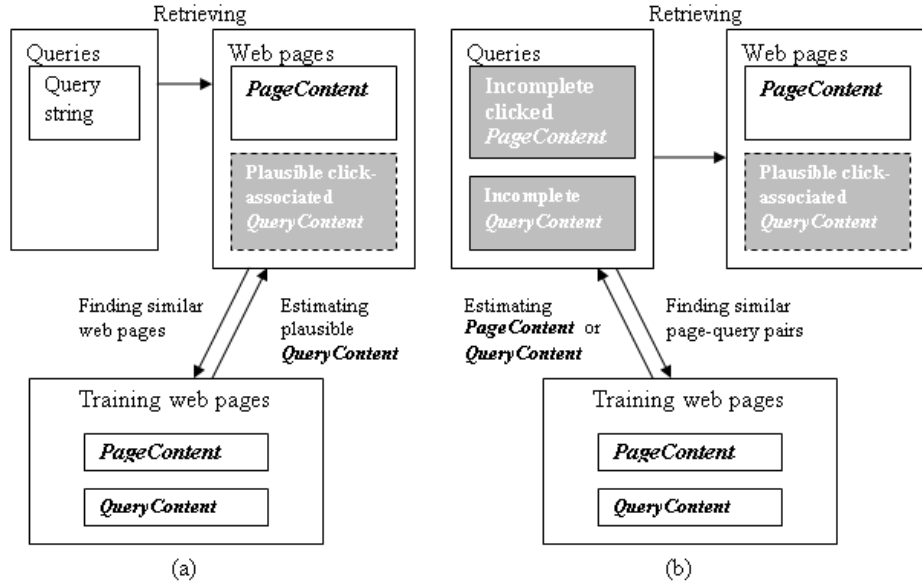 Retrieving
Queries
Query
string
Web pages
PageContent
Plausible click-
associated
QueryContent
Finding similar
web pages
Estimating
plausible
QueryContent
Training web pages
PageContent
QueryContent
(a)
Retrieving
Queries
Incomplete
clicked
PageContent
Incomplete
QueryContent
Web pages
PageContent
Plausible click-
associated
QueryContent
Estimating
PageContent or
QueryContent
Finding similar
page-query pairs
Training web pages
PageContent
QueryContent
(b)